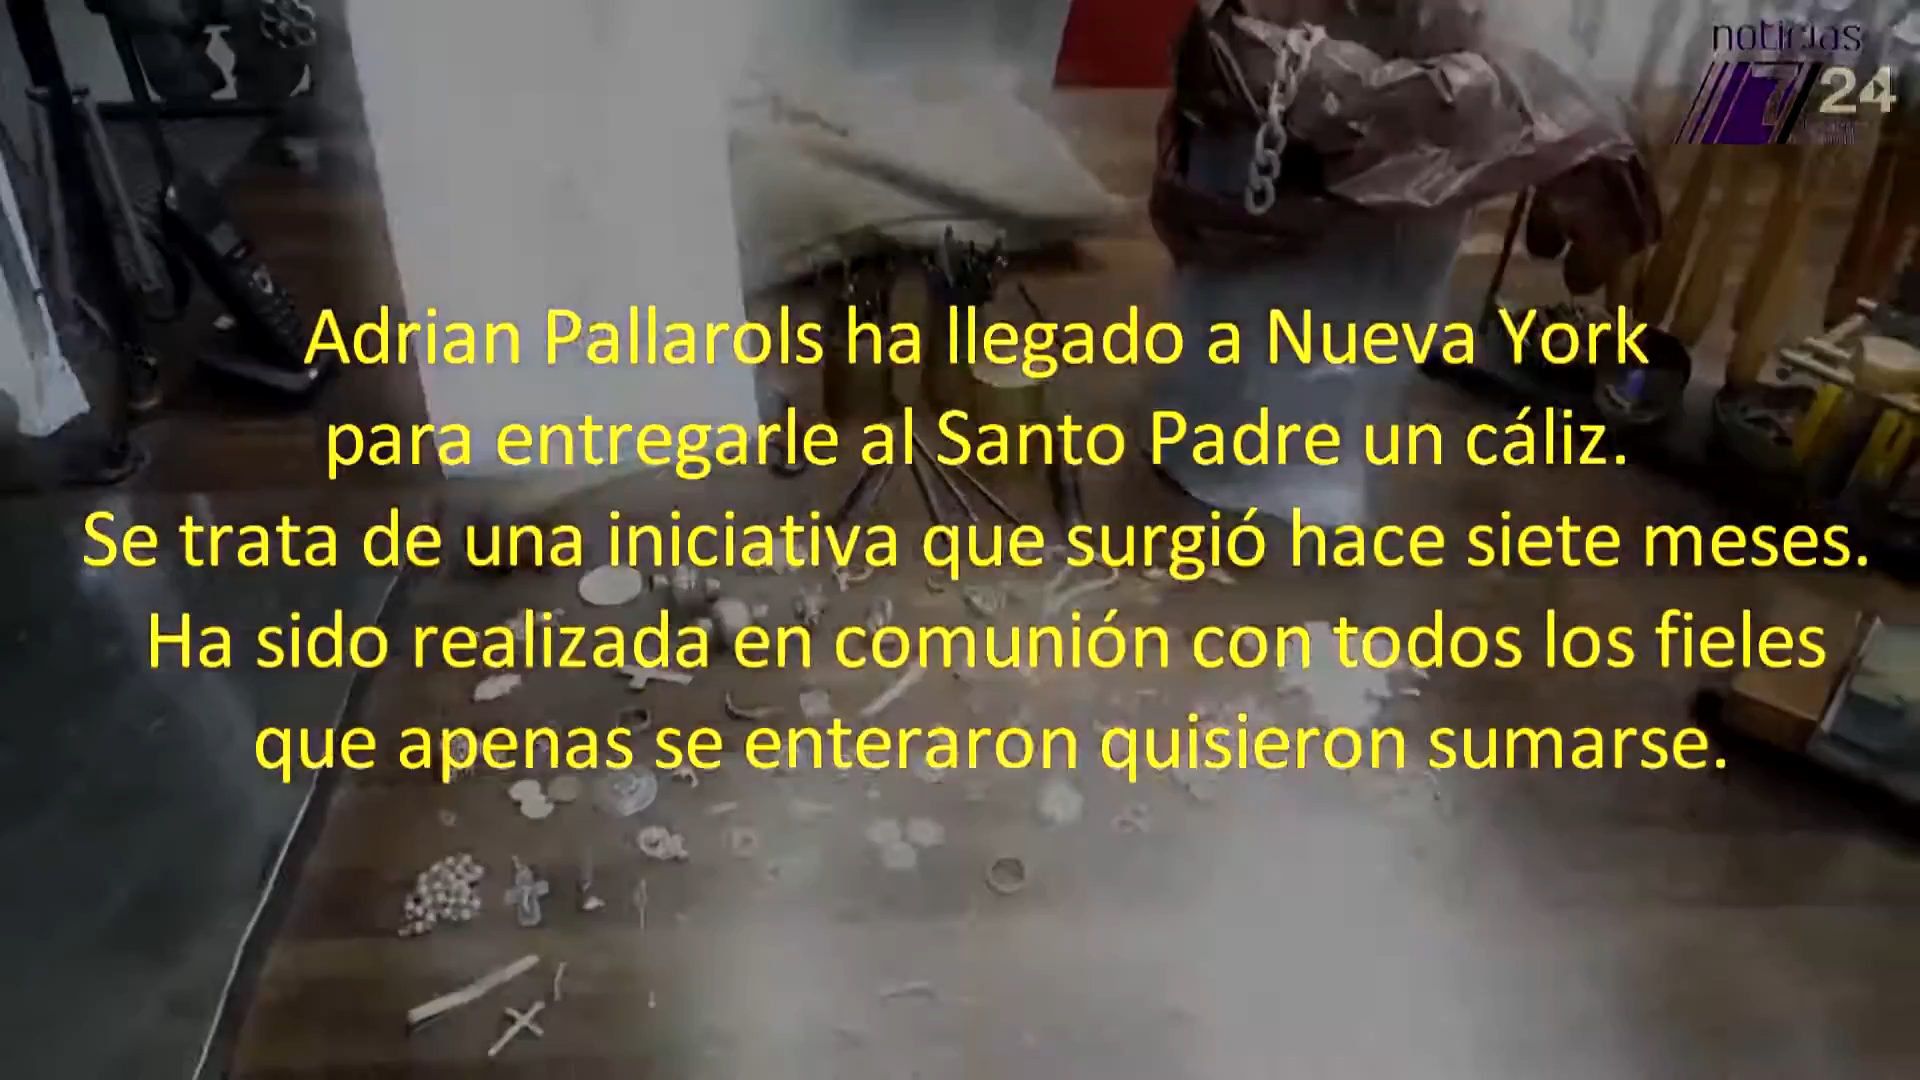 noticias
24
Adrian Pallarols ha llegado a Nueva York
para entregarle al Santo Padre un cáliz.
Se trata de una iniciativa que surgió hace siete meses.
Ha sido realizada en comunión con todos los fieles
que apenas se enteraron quisieron sumarse.